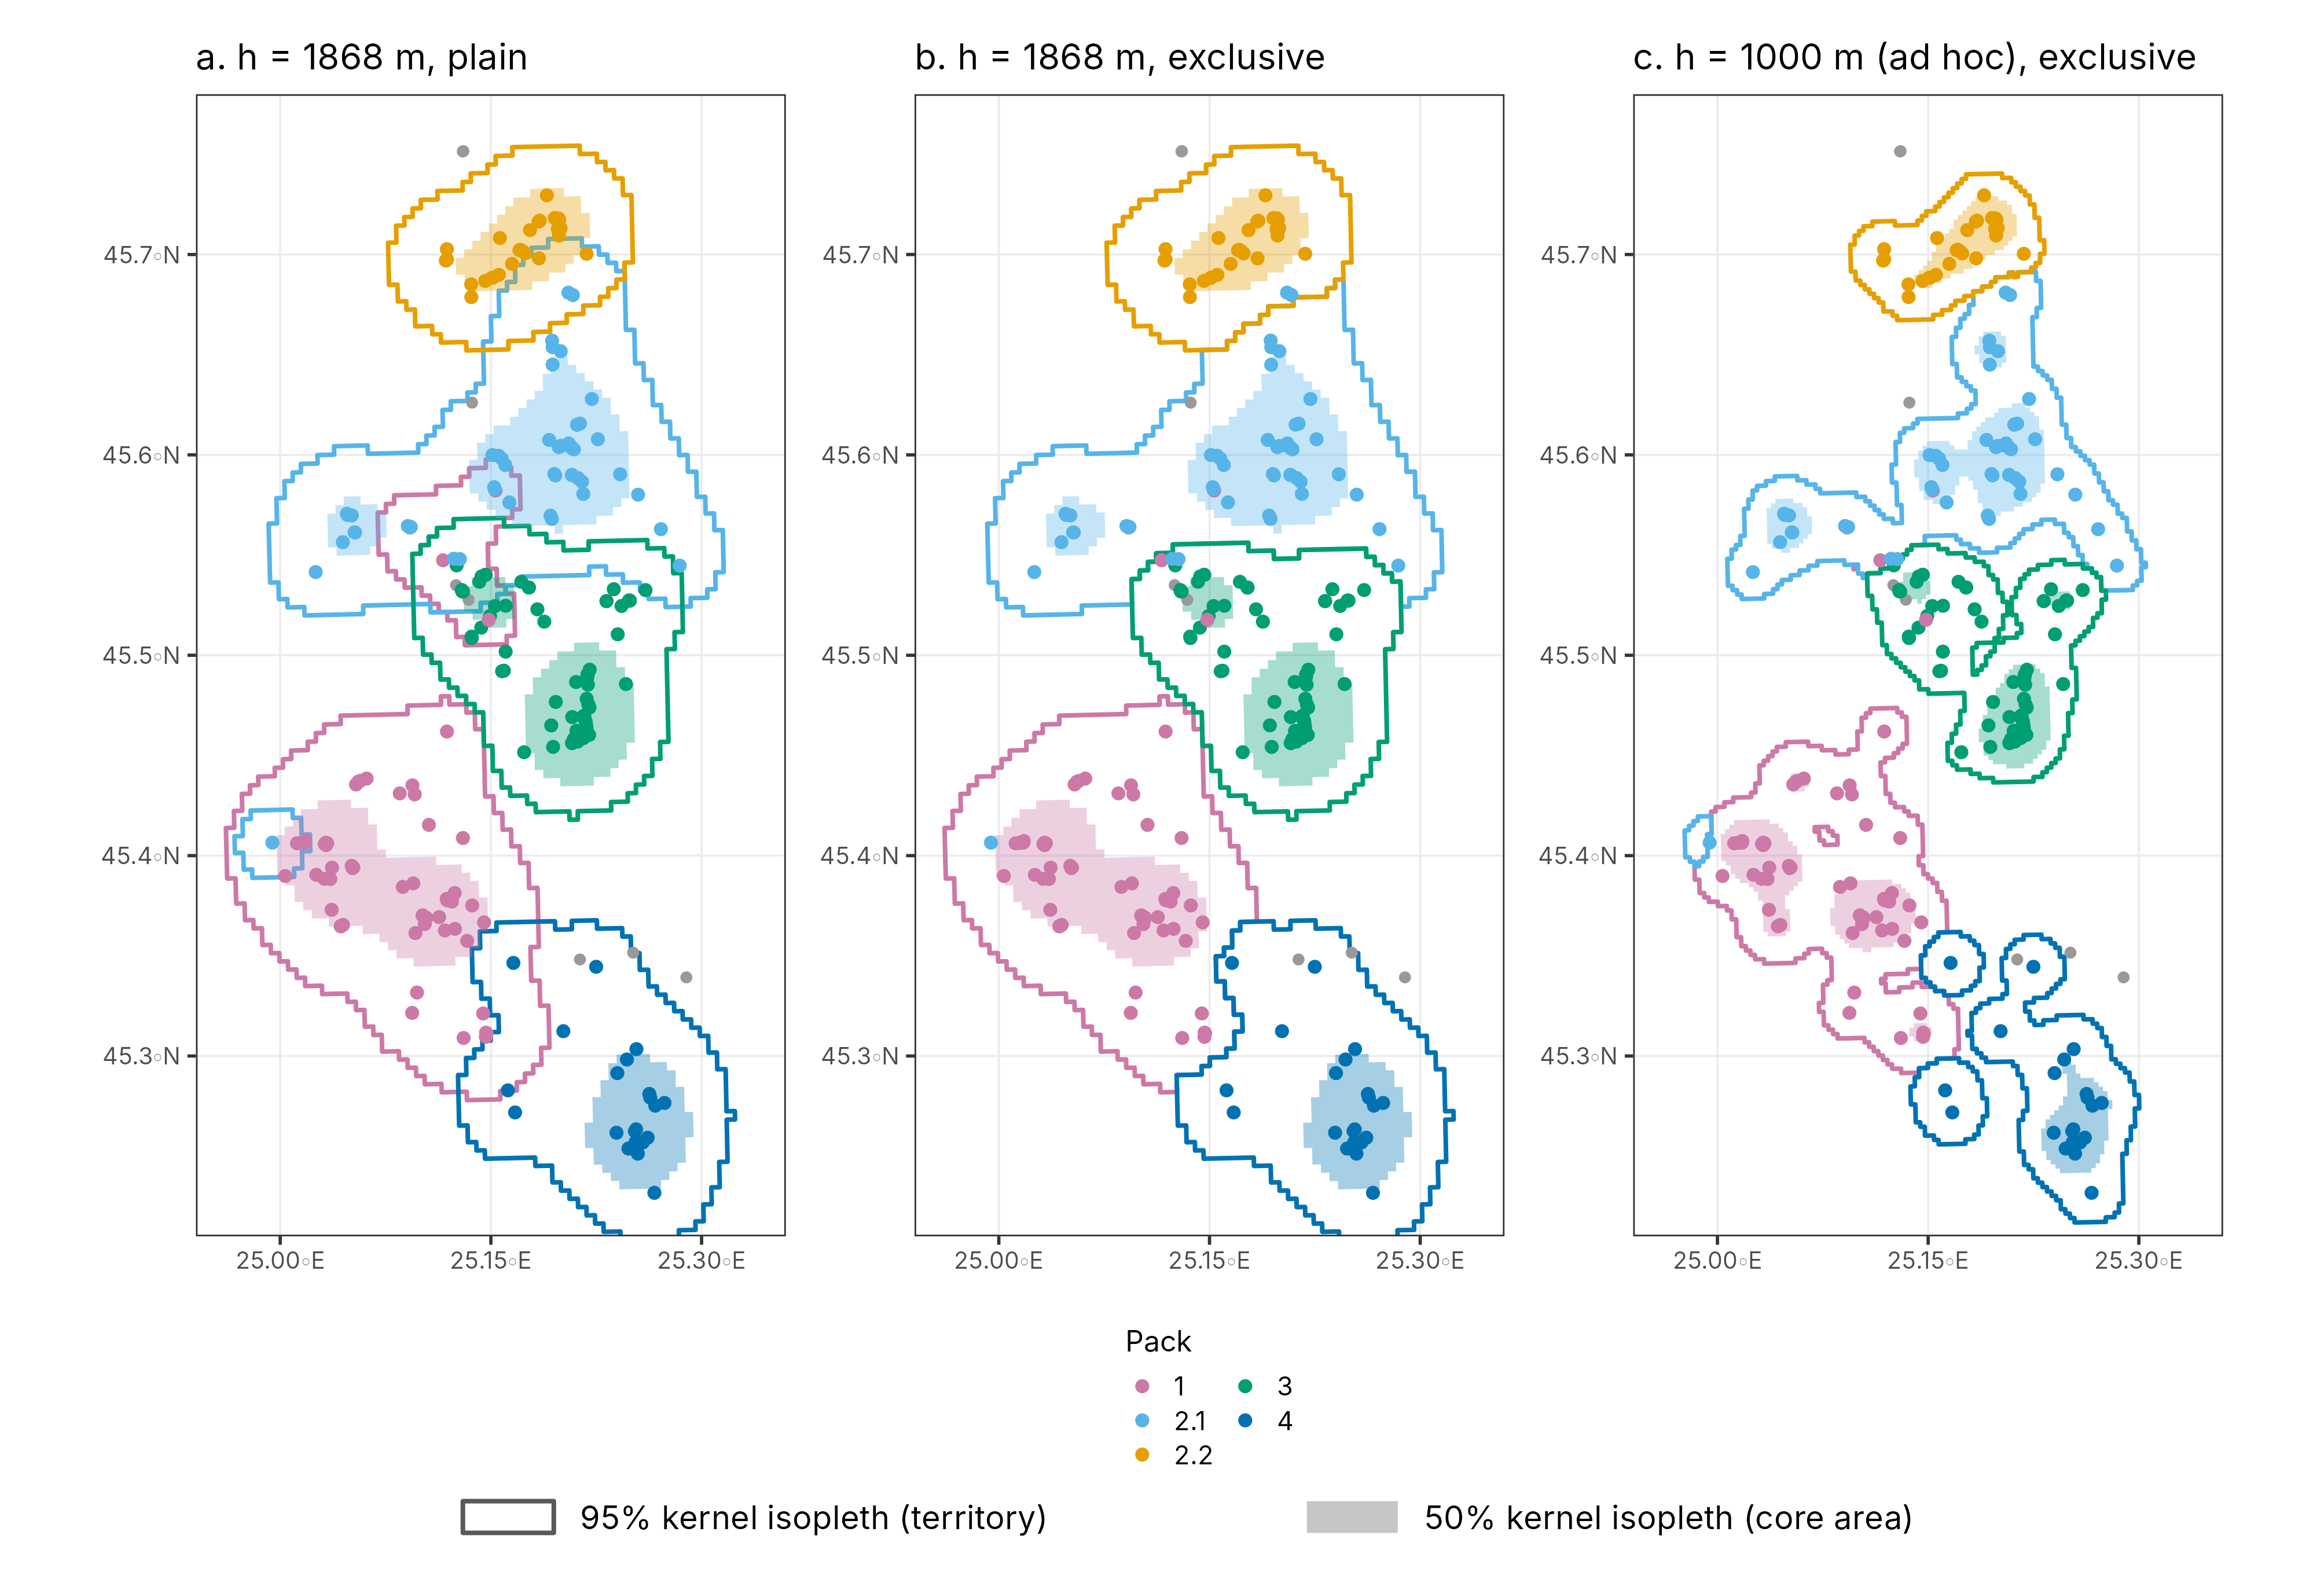 a. h = 1868 m, plain
b. h = 1868 m, exclusive
c. h = 1000 m (ad hoc), exclusive
45.7○N
45.6○N
45.5○N
45.4○N
45.3○N
25.00○E
25.15○E
25.30○E
45.7○N
45.6○N
45.5○N
45.4○N
45.3○N
25.00○E
25.15○E
25.30○E
45.7○N
45.6○N
45.5○N
45.4○N
45.3○N
25.00○E
25.15○E
25.30○E
Pack
1
3
2.1
4
2.2
95% kernel isopleth (territory)
50% kernel isopleth (core area)